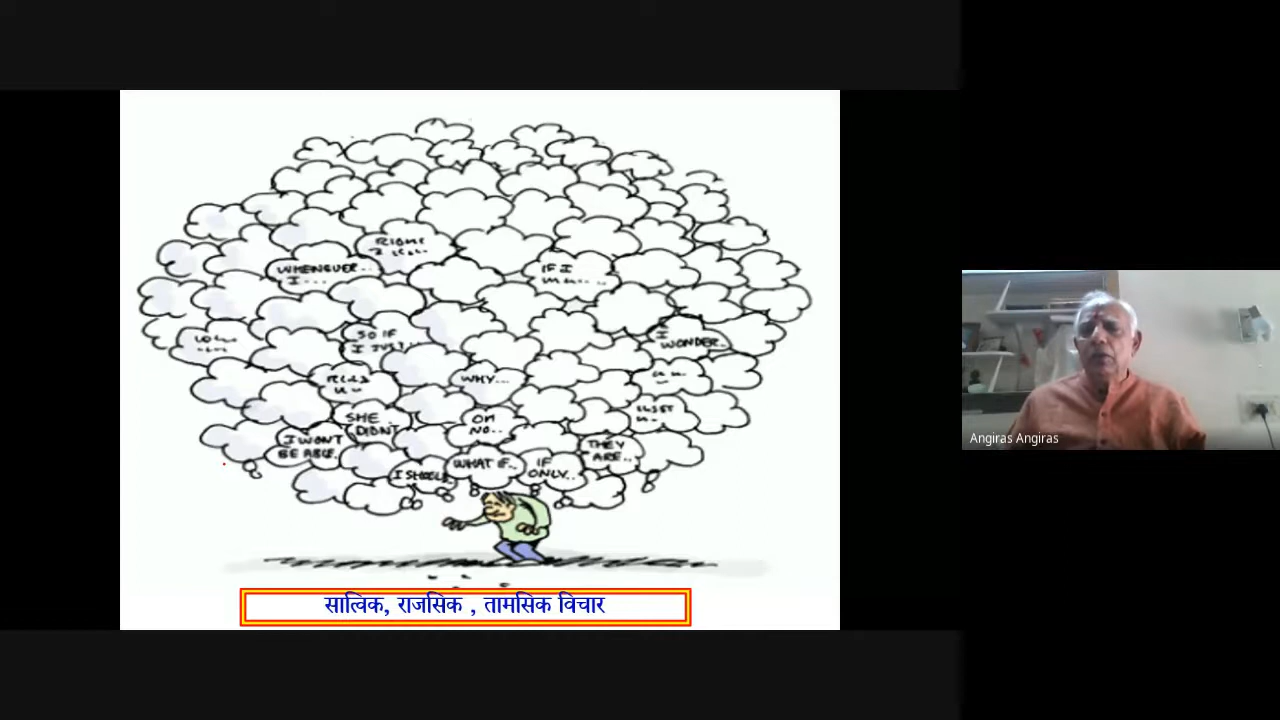 WHENEVER..
I...
IF I
SO IF
I JUST..
I
WONDER..
WHY...
SHE
DIDN'T
OH
NO..
I WON'T
BE ABLE.
THEY
ARE..
WHAT IF..
IF
ONLY..
I SHOULD
सात्विक, राजसिक , तामसिक विचार
Angiras Angiras